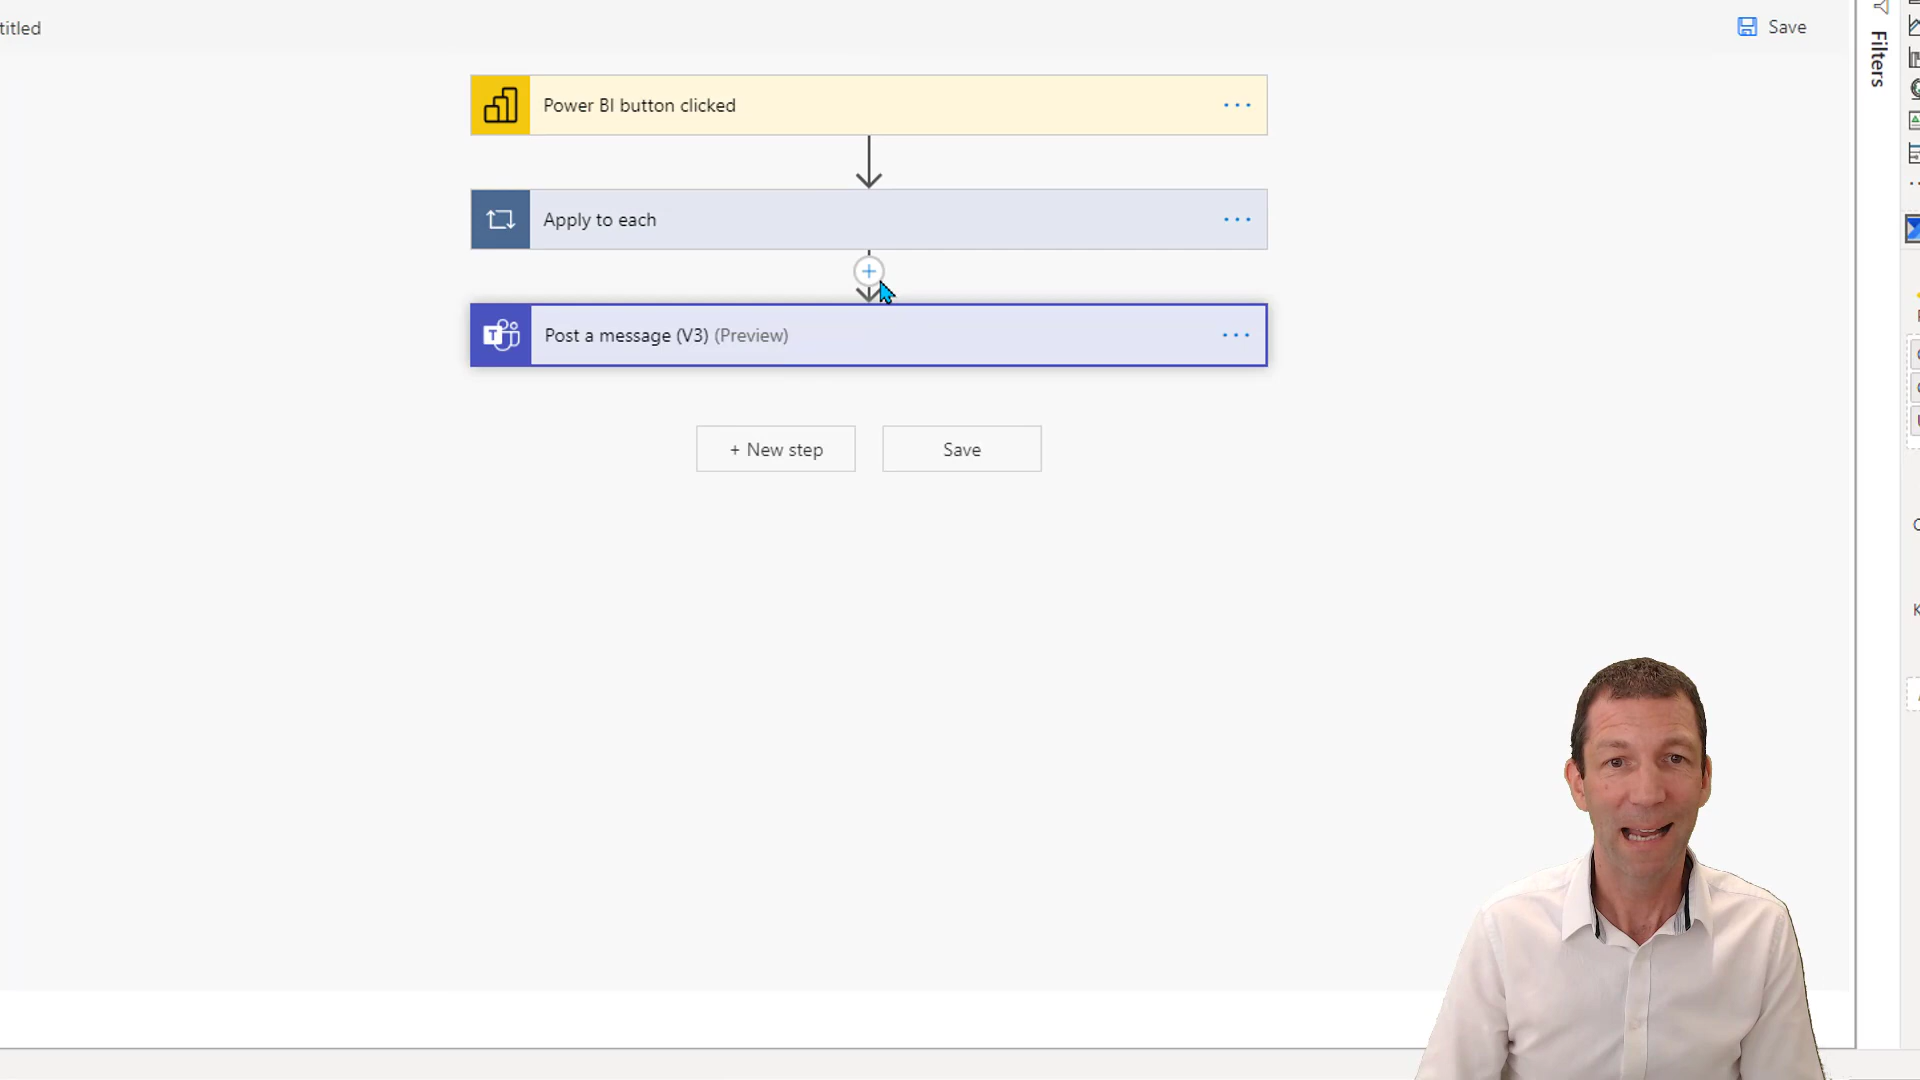 titled
Save
Filters
Power BI button clicked
Apply to each
Post a message (V3) (Preview)
+ New step
Save